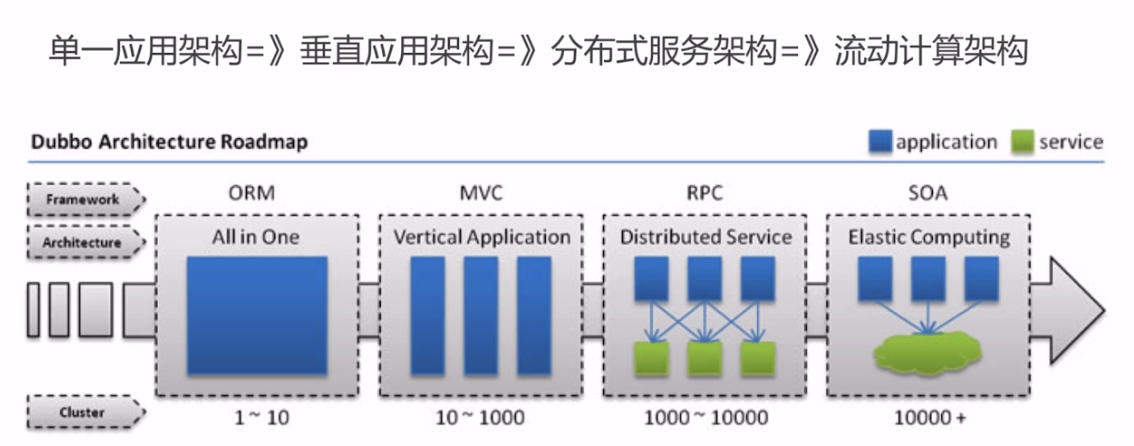 单一应用架构=》垂直应用架构=》分布式服务架构=》流动计算架构
Dubbo Architecture Roadmap
application
service
Framework
ORM
MVC
RPC
SOA
Architecture
All in One
Vertical Application
Distributed Service
Elastic Computing
Cluster
1 ~ 10
10 ~ 1000
1000 ~ 10000
10000 +